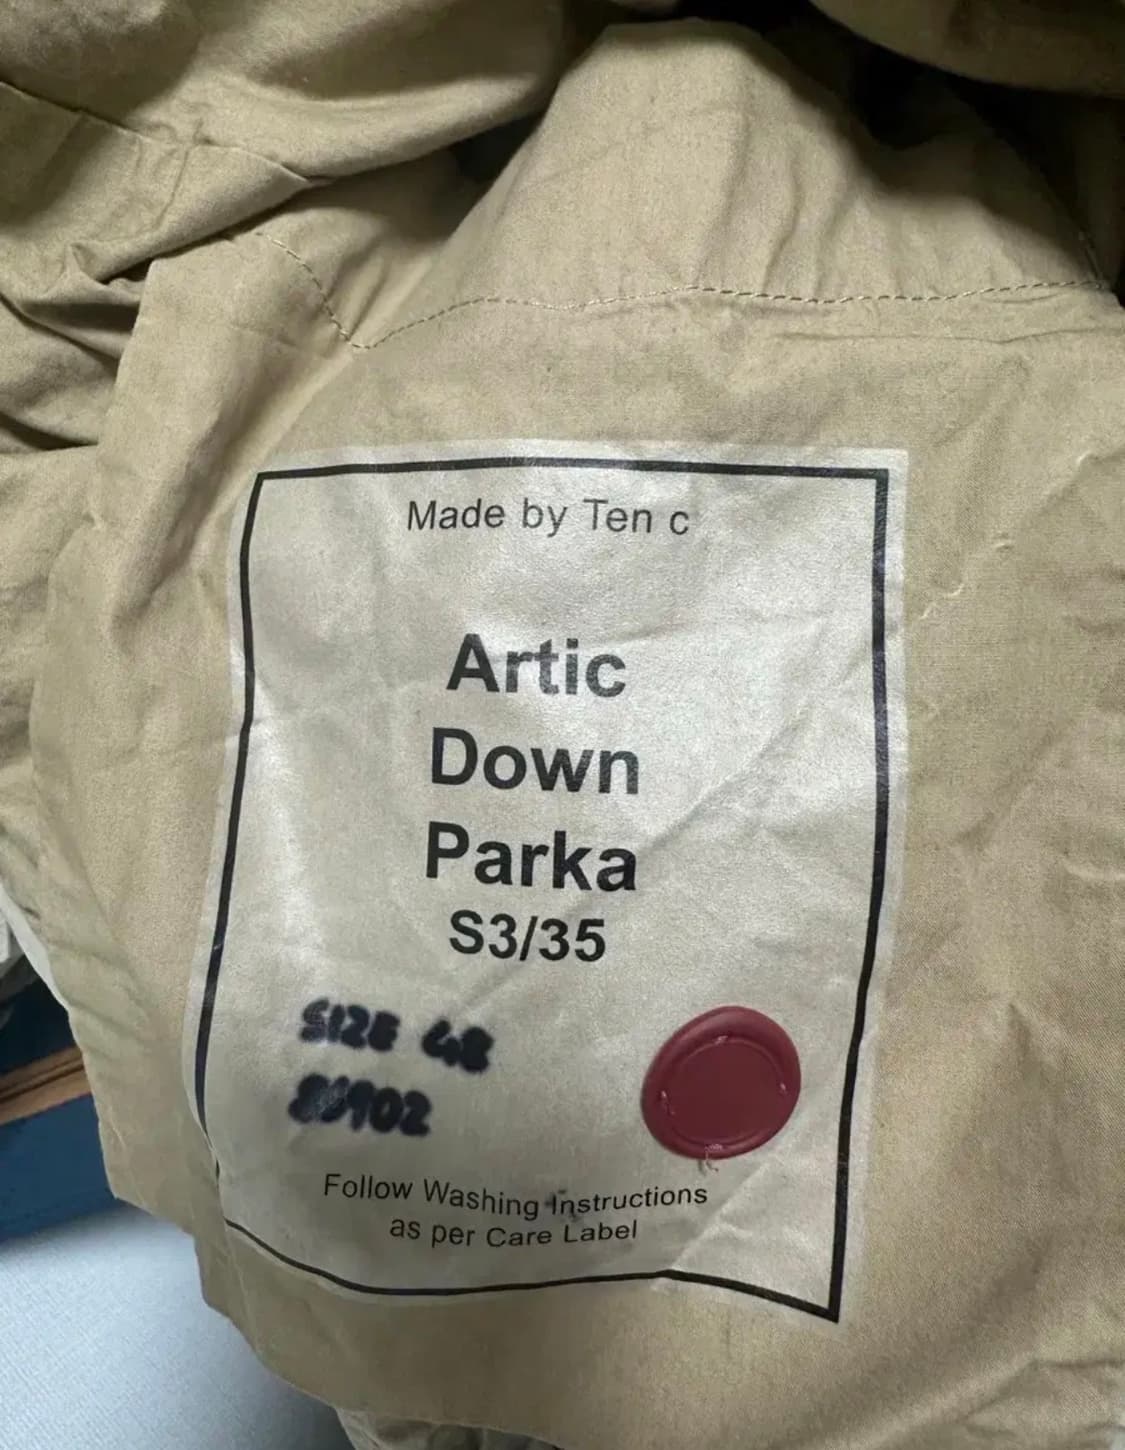 Made by Ten c
Artic
Down
Parka
S3/35
SIZE 48
Follow Washing Instructions
as per Care Label